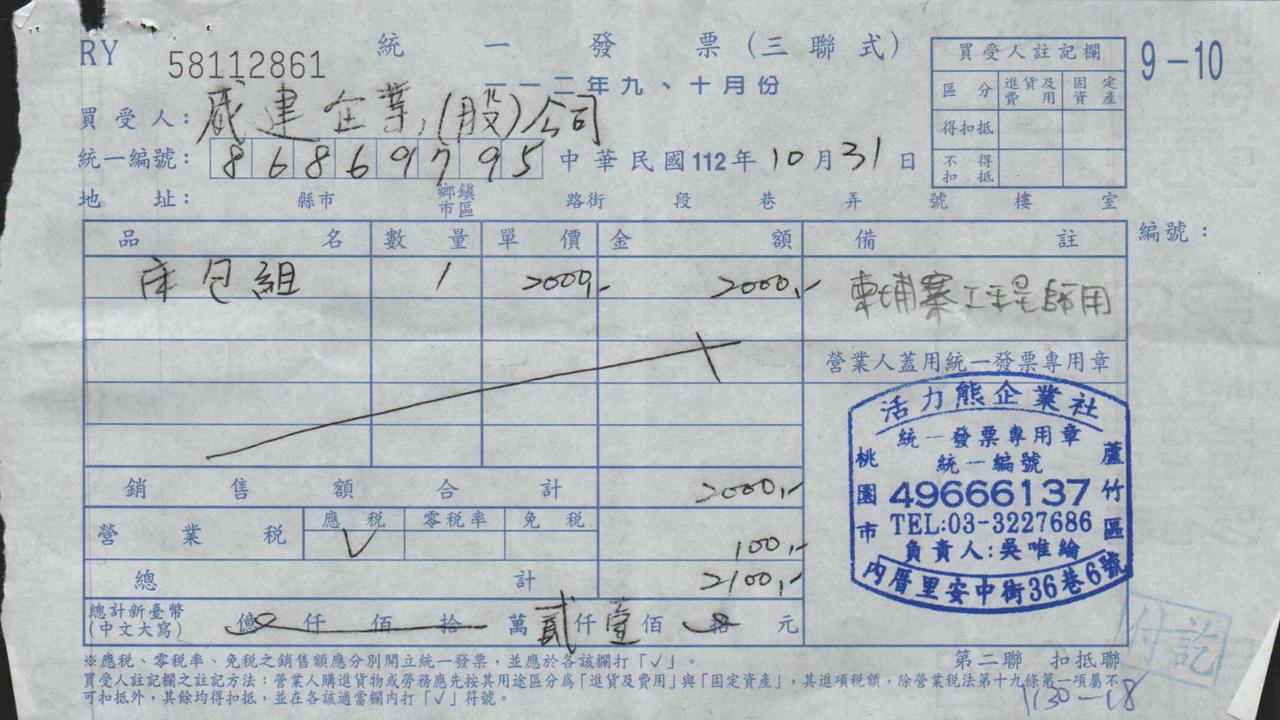 RY 58112861 統一發票(三聯式) 9-10
一一二年九、十月份
買受人註記欄
區分 進貨及費用 固定資產
得扣抵
不得扣抵
買受人: 威建企業(股)公司
統一編號: 86869795 中華民國112年10月31日
地址: 縣市 鄉鎮市區 路街 段 巷 弄 號 樓 室
品名 數量 單價 金額 備註 編號:
床包組 1 2000,- 2000,- 柬埔寨工程師用
營業人蓋用統一發票專用章
活力熊企業社
統一發票專用章
統一編號
49666137
TEL:03-3227686
負責人:吳唯綸
桃園市 蘆竹區
內厝里安中街36巷6號
銷售額合計 2000,-
營業稅 應稅 零稅率 免稅
V 100,-
總計 2100,-
總計新臺幣(中文大寫) 億 仟 佰 拾 萬 貳仟壹佰 拾 元
付訖
※應稅、零稅率、免稅之銷售額應分別開立統一發票,並應於各該欄打「√」。
第二聯 扣抵聯
買受人註記欄之註記方法:營業人購進貨物或勞務應先按其用途區分為「進貨及費用」與「固定資產」,其進項稅額,除營業稅法第十九條第一項屬不
可扣抵外,其餘均得扣抵,並在各該適當欄內打「√」符號。
1130-18